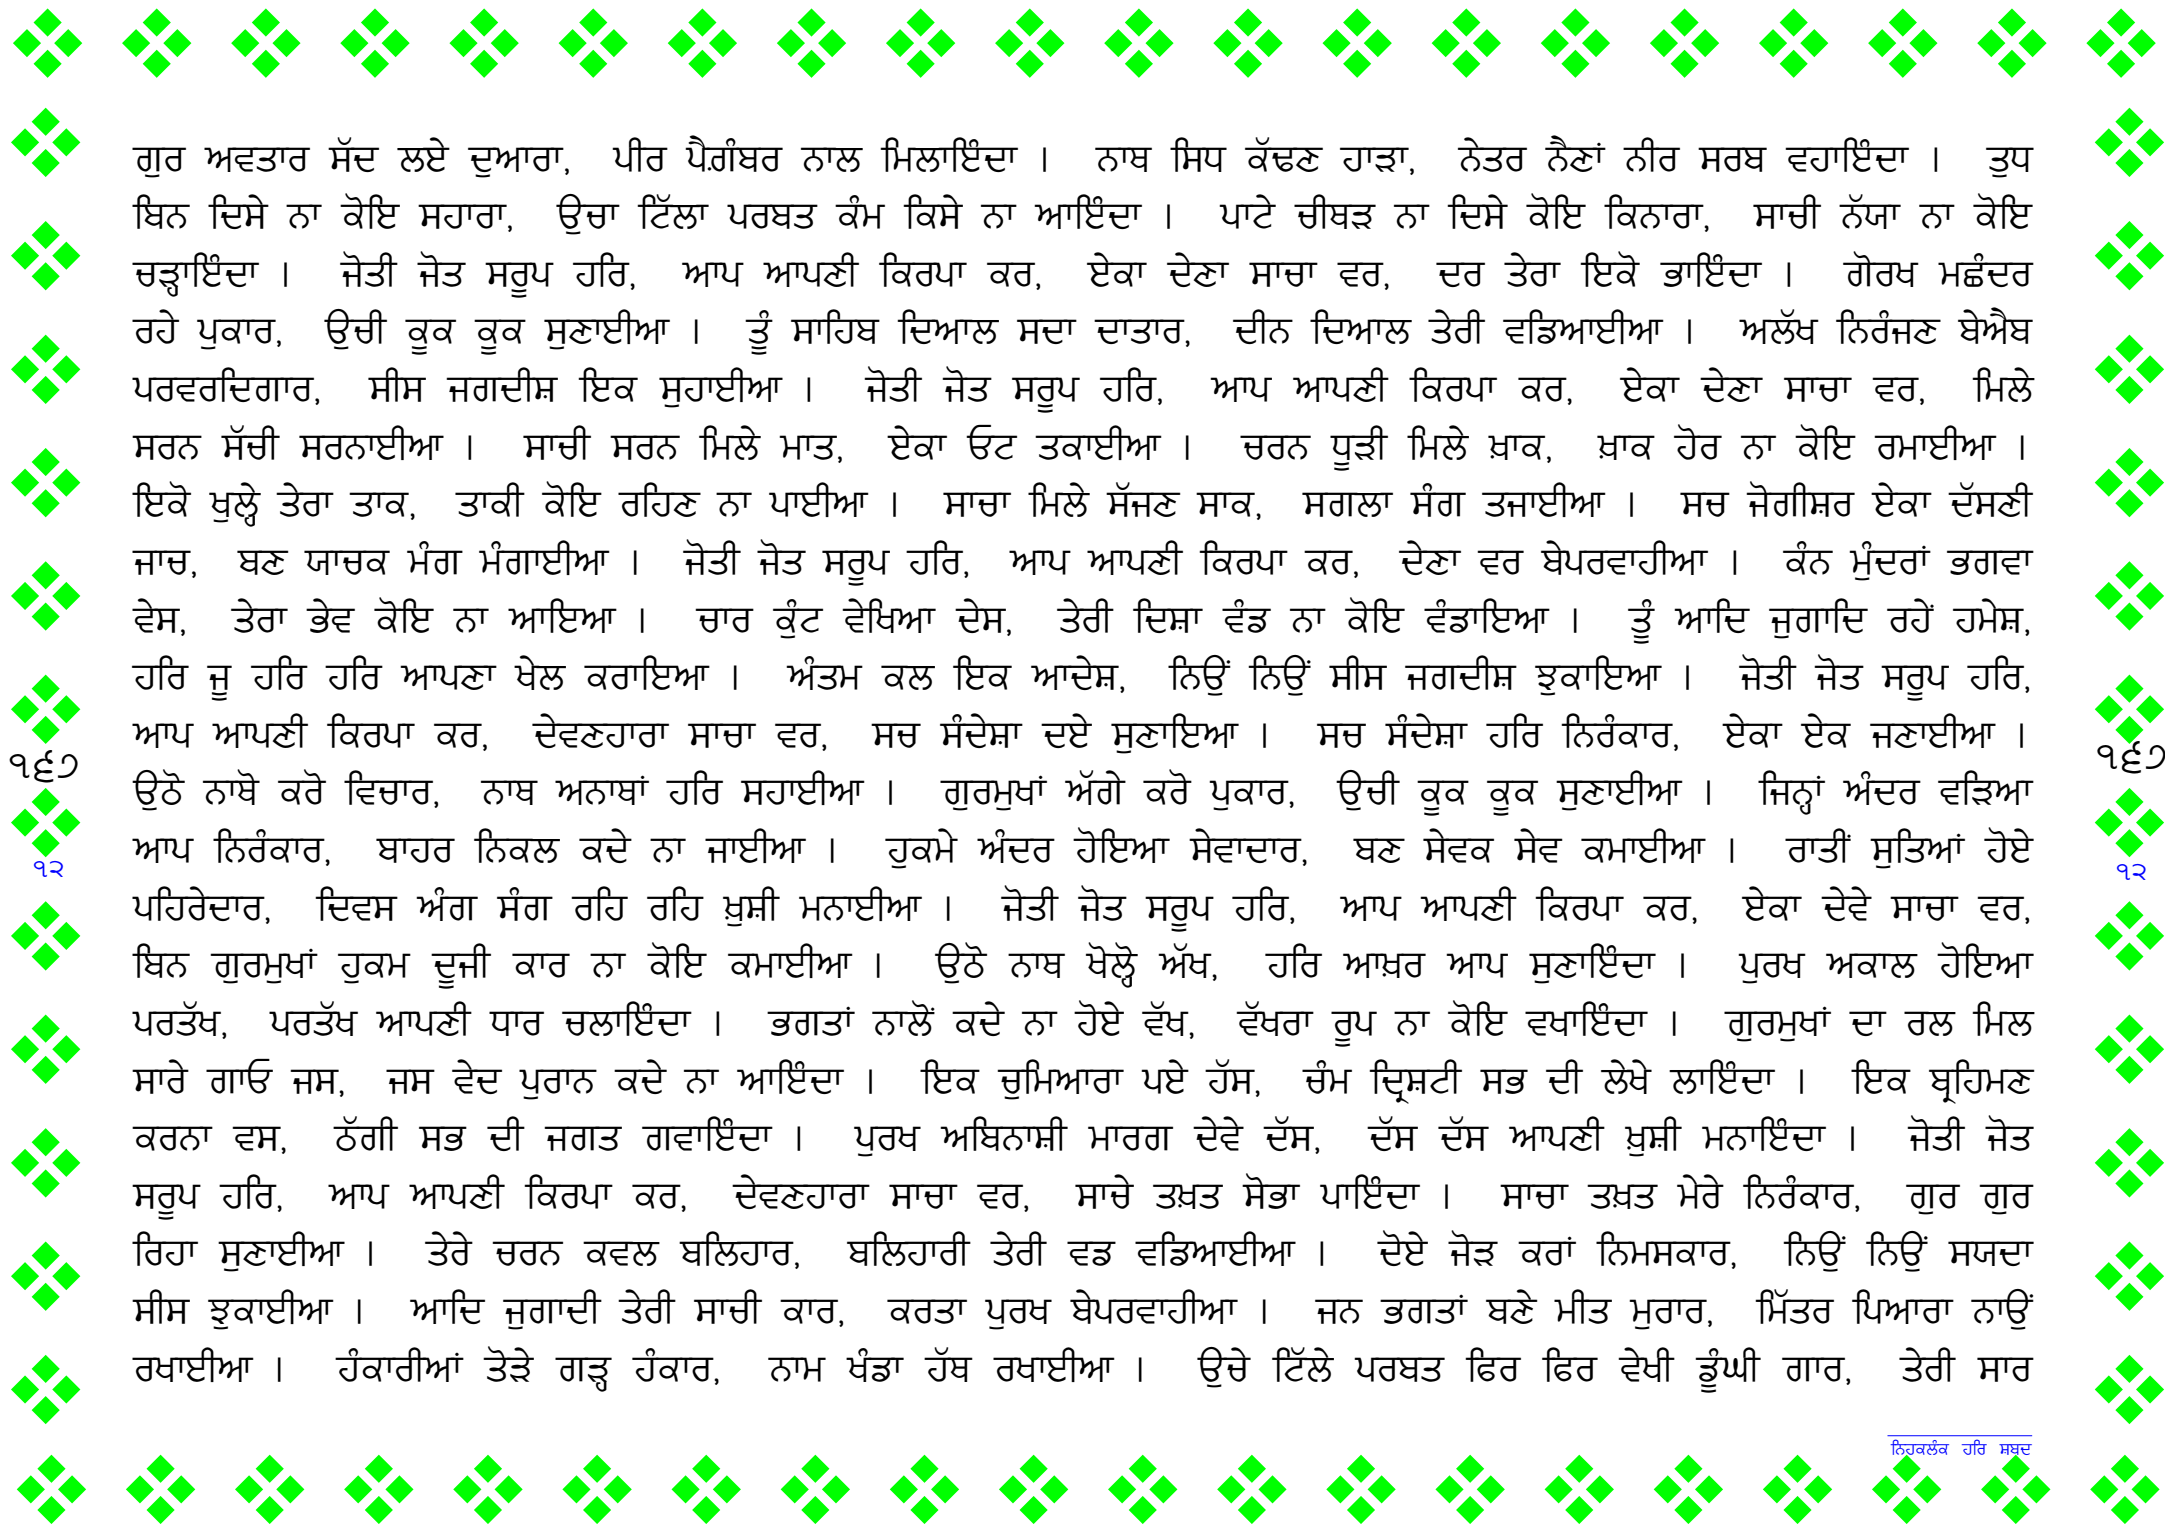 ਗੁਰ ਅਵਤਾਰ ਸੱਦ ਲਏ ਦੁਆਰਾ, ਪੀਰ ਪੈਗ਼ੰਬਰ ਨਾਲ ਮਿਲਾਇੰਦਾ । ਨਾਥ ਸਿਧ ਕੱਢਣ ਹਾੜਾ, ਨੇਤਰ ਨੈਣਾਂ ਨੀਰ ਸਰਬ ਵਹਾਇੰਦਾ । ਤੁਧ
ਬਿਨ ਦਿਸੇ ਨਾ ਕੋਇ ਸਹਾਰਾ, ਉਚਾ ਟਿੱਲਾ ਪਰਬਤ ਕੰਮ ਕਿਸੇ ਨਾ ਆਇੰਦਾ । ਪਾਟੇ ਚੀਥੜ ਨਾ ਦਿਸੇ ਕੋਇ ਕਿਨਾਰਾ, ਸਾਚੀ ਨੱਯਾ ਨਾ ਕੋਇ
ਚੜ੍ਹਾਇੰਦਾ । ਜੋਤੀ ਜੋਤ ਸਰੂਪ ਹਰਿ, ਆਪ ਆਪਣੀ ਕਿਰਪਾ ਕਰ, ਏਕਾ ਦੇਣਾ ਸਾਚਾ ਵਰ, ਦਰ ਤੇਰਾ ਇਕੋ ਭਾਇੰਦਾ । ਗੋਰਖ ਮਛੰਦਰ
ਰਹੇ ਪੁਕਾਰ, ਉਚੀ ਕੂਕ ਕੂਕ ਸੁਣਾਈਆ । ਤੂੰ ਸਾਹਿਬ ਦਿਆਲ ਸਦਾ ਦਾਤਾਰ, ਦੀਨ ਦਿਆਲ ਤੇਰੀ ਵਡਿਆਈਆ । ਅਲੱਖ ਨਿਰੰਜਣ ਬੇਐਬ
ਪਰਵਰਦਿਗਾਰ, ਸੀਸ ਜਗਦੀਸ਼ ਇਕ ਸੁਹਾਈਆ । ਜੋਤੀ ਜੋਤ ਸਰੂਪ ਹਰਿ, ਆਪ ਆਪਣੀ ਕਿਰਪਾ ਕਰ, ਏਕਾ ਦੇਣਾ ਸਾਚਾ ਵਰ, ਮਿਲੇ
ਸਰਨ ਸੱਚੀ ਸਰਨਾਈਆ । ਸਾਚੀ ਸਰਨ ਮਿਲੇ ਮਾਤ, ਏਕਾ ਓਟ ਤਕਾਈਆ । ਚਰਨ ਧੂੜੀ ਮਿਲੇ ਖ਼ਾਕ, ਖ਼ਾਕ ਹੋਰ ਨਾ ਕੋਇ ਰਮਾਈਆ ।
ਇਕੋ ਖੁਲ੍ਹੇ ਤੇਰਾ ਤਾਕ, ਤਾਕੀ ਕੋਇ ਰਹਿਣ ਨਾ ਪਾਈਆ । ਸਾਚਾ ਮਿਲੇ ਸੱਜਣ ਸਾਕ, ਸਗਲਾ ਸੰਗ ਤਜਾਈਆ । ਸਚ ਜੋਗੀਸ਼ਰ ਏਕਾ ਦੱਸਣੀ
ਜਾਚ, ਬਣ ਯਾਚਕ ਮੰਗ ਮੰਗਾਈਆ । ਜੋਤੀ ਜੋਤ ਸਰੂਪ ਹਰਿ, ਆਪ ਆਪਣੀ ਕਿਰਪਾ ਕਰ, ਦੇਣਾ ਵਰ ਬੇਪਰਵਾਹੀਆ । ਕੰਨ ਮੁੰਦਰਾਂ ਭਗਵਾ
ਵੇਸ, ਤੇਰਾ ਭੇਵ ਕੋਇ ਨਾ ਆਇਆ । ਚਾਰ ਕੁੰਟ ਵੇਖਿਆ ਦੇਸ, ਤੇਰੀ ਦਿਸ਼ਾ ਵੰਡ ਨਾ ਕੋਇ ਵੰਡਾਇਆ । ਤੂੰ ਆਦਿ ਜੁਗਾਦਿ ਰਹੇਂ ਹਮੇਸ਼,
ਹਰਿ ਜੂ ਹਰਿ ਹਰਿ ਆਪਣਾ ਖੇਲ ਕਰਾਇਆ । ਅੰਤਮ ਕਲ ਇਕ ਆਦੇਸ਼, ਨਿਉਂ ਨਿਉਂ ਸੀਸ ਜਗਦੀਸ਼ ਝੁਕਾਇਆ । ਜੋਤੀ ਜੋਤ ਸਰੂਪ ਹਰਿ,
ਆਪ ਆਪਣੀ ਕਿਰਪਾ ਕਰ, ਦੇਵਣਹਾਰਾ ਸਾਚਾ ਵਰ, ਸਚ ਸੰਦੇਸ਼ਾ ਦਏ ਸੁਣਾਇਆ । ਸਚ ਸੰਦੇਸ਼ਾ ਹਰਿ ਨਿਰੰਕਾਰ, ਏਕਾ ਏਕ ਜਣਾਈਆ ।
੧੬੭ ੧੬੭
ਉਠੋ ਨਾਥੋ ਕਰੋ ਵਿਚਾਰ, ਨਾਥ ਅਨਾਥਾਂ ਹਰਿ ਸਹਾਈਆ । ਗੁਰਮੁਖਾਂ ਅੱਗੇ ਕਰੋ ਪੁਕਾਰ, ਉਚੀ ਕੂਕ ਕੂਕ ਸੁਣਾਈਆ । ਜਿਨ੍ਹਾਂ ਅੰਦਰ ਵੜਿਆ
ਆਪ ਨਿਰੰਕਾਰ, ਬਾਹਰ ਨਿਕਲ ਕਦੇ ਨਾ ਜਾਈਆ । ਹੁਕਮੇ ਅੰਦਰ ਹੋਇਆ ਸੇਵਾਦਾਰ, ਬਣ ਸੇਵਕ ਸੇਵ ਕਮਾਈਆ । ਰਾਤੀਂ ਸੁਤਿਆਂ ਹੋਏ
੧੨ ੧੨
ਪਹਿਰੇਦਾਰ, ਦਿਵਸ ਅੰਗ ਸੰਗ ਰਹਿ ਰਹਿ ਖ਼ੁਸ਼ੀ ਮਨਾਈਆ । ਜੋਤੀ ਜੋਤ ਸਰੂਪ ਹਰਿ, ਆਪ ਆਪਣੀ ਕਿਰਪਾ ਕਰ, ਏਕਾ ਦੇਵੇ ਸਾਚਾ ਵਰ,
ਬਿਨ ਗੁਰਮੁਖਾਂ ਹੁਕਮ ਦੂਜੀ ਕਾਰ ਨਾ ਕੋਇ ਕਮਾਈਆ । ਉਠੋ ਨਾਥ ਖੋਲ੍ਹੋ ਅੱਖ, ਹਰਿ ਆਖ਼ਰ ਆਪ ਸੁਣਾਇੰਦਾ । ਪੁਰਖ ਅਕਾਲ ਹੋਇਆ
ਪਰਤੱਖ, ਪਰਤੱਖ ਆਪਣੀ ਧਾਰ ਚਲਾਇੰਦਾ । ਭਗਤਾਂ ਨਾਲੋਂ ਕਦੇ ਨਾ ਹੋਏ ਵੱਖ, ਵੱਖਰਾ ਰੂਪ ਨਾ ਕੋਇ ਵਖਾਇੰਦਾ । ਗੁਰਮੁਖਾਂ ਦਾ ਰਲ ਮਿਲ
ਸਾਰੇ ਗਾਓ ਜਸ, ਜਸ ਵੇਦ ਪੁਰਾਨ ਕਦੇ ਨਾ ਆਇੰਦਾ । ਇਕ ਚੁਮਿਆਰਾ ਪਏ ਹੱਸ, ਚੰਮ ਦ੍ਰਿਸ਼ਟੀ ਸਭ ਦੀ ਲੇਖੇ ਲਾਇੰਦਾ । ਇਕ ਬ੍ਰਹਿਮਣ
ਕਰਨਾ ਵਸ, ਠੱਗੀ ਸਭ ਦੀ ਜਗਤ ਗਵਾਇੰਦਾ । ਪੁਰਖ ਅਬਿਨਾਸ਼ੀ ਮਾਰਗ ਦੇਵੇ ਦੱਸ, ਦੱਸ ਦੱਸ ਆਪਣੀ ਖ਼ੁਸ਼ੀ ਮਨਾਇੰਦਾ । ਜੋਤੀ ਜੋਤ
ਸਰੂਪ ਹਰਿ, ਆਪ ਆਪਣੀ ਕਿਰਪਾ ਕਰ, ਦੇਵਣਹਾਰਾ ਸਾਚਾ ਵਰ, ਸਾਚੇ ਤਖ਼ਤ ਸੋਭਾ ਪਾਇੰਦਾ । ਸਾਚਾ ਤਖ਼ਤ ਮੇਰੇ ਨਿਰੰਕਾਰ, ਗੁਰ ਗੁਰ
ਰਿਹਾ ਸੁਣਾਈਆ । ਤੇਰੇ ਚਰਨ ਕਵਲ ਬਲਿਹਾਰ, ਬਲਿਹਾਰੀ ਤੇਰੀ ਵਡ ਵਡਿਆਈਆ । ਦੋਏ ਜੋੜ ਕਰਾਂ ਨਿਮਸਕਾਰ, ਨਿਉਂ ਨਿਉਂ ਸਯਦਾ
ਸੀਸ ਝੁਕਾਈਆ । ਆਦਿ ਜੁਗਾਦੀ ਤੇਰੀ ਸਾਚੀ ਕਾਰ, ਕਰਤਾ ਪੁਰਖ ਬੇਪਰਵਾਹੀਆ । ਜਨ ਭਗਤਾਂ ਬਣੇ ਮੀਤ ਮੁਰਾਰ, ਮਿੱਤਰ ਪਿਆਰਾ ਨਾਉਂ
ਰਖਾਈਆ । ਹੰਕਾਰੀਆਂ ਤੋੜੇ ਗੜ੍ਹ ਹੰਕਾਰ, ਨਾਮ ਖੰਡਾ ਹੱਥ ਰਖਾਈਆ । ਉਚੇ ਟਿੱਲੇ ਪਰਬਤ ਫਿਰ ਫਿਰ ਵੇਖੀ ਡੂੰਘੀ ਗਾਰ, ਤੇਰੀ ਸਾਰ
ਨਿਹਕਲੰਕ ਹਰਿ ਸ਼ਬਦ